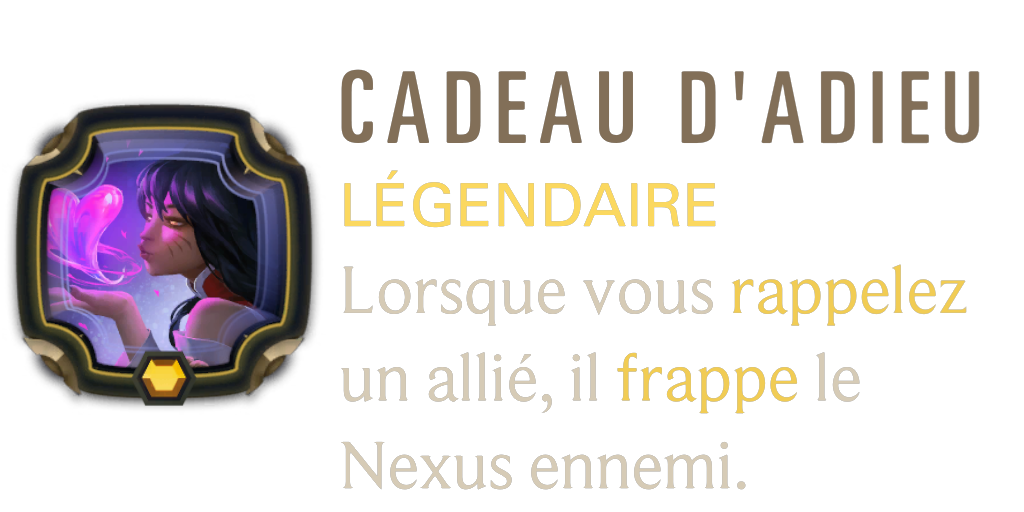 CADEAU D'ADIEU
LÉGENDAIRE
Lorsque vous rappelez
un allié, il frappe le
Nexus ennemi.